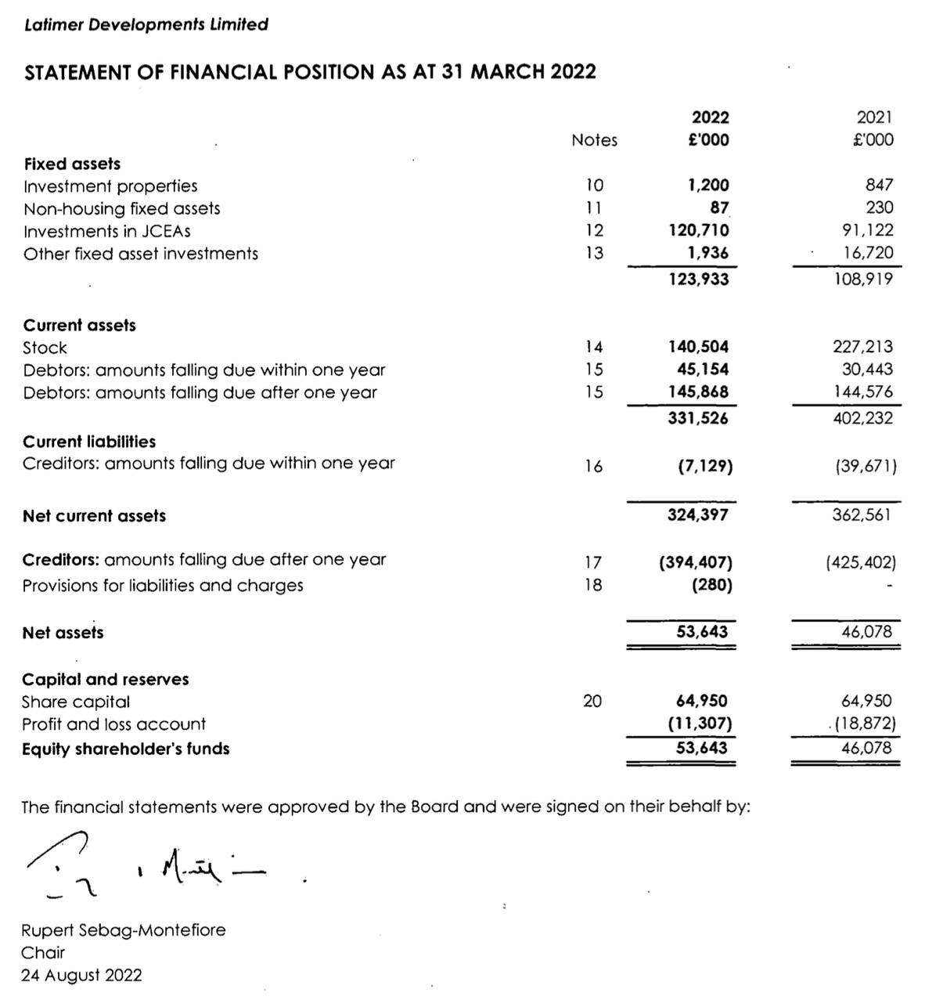 Latimer Developments Limited
STATEMENT OF FINANCIAL POSITION AS AT 31 MARCH 2022
2022 2021
Notes £'000 £'000
Fixed assets
Investment properties 10 1,200 847
Non-housing fixed assets 11 87 230
Investments in JCEAs 12 120,710 91,122
Other fixed asset investments 13 1,936 16,720
123,933 108,919
Current assets
Stock 14 140,504 227,213
Debtors: amounts falling due within one year 15 45,154 30,443
Debtors: amounts falling due after one year 15 145,868 144,576
331,526 402,232
Current liabilities
Creditors: amounts falling due within one year 16 (7,129) (39,671)
Net current assets 324,397 362,561
Creditors: amounts falling due after one year 17 (394,407) (425,402)
Provisions for liabilities and charges 18 (280) -
Net assets 53,643 46,078
Capital and reserves
Share capital 20 64,950 64,950
Profit and loss account (11,307) (18,872)
Equity shareholder's funds 53,643 46,078
The financial statements were approved by the Board and were signed on their behalf by:
Rupert Sebag-Montefiore
Chair
24 August 2022